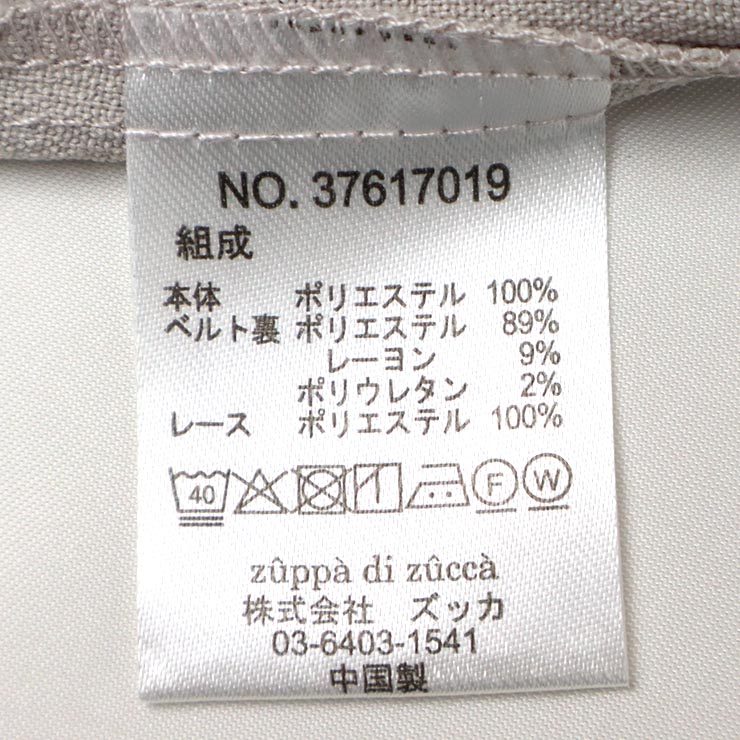 NO. 37617019
組成
本体 ポリエステル 100%
ベルト裏 ポリエステル 89%
レーヨン 9%
ポリウレタン 2%
レース ポリエステル 100%
40 F W
zûppà di zûccà
株式会社 ズッカ
03-6403-1541
中国製